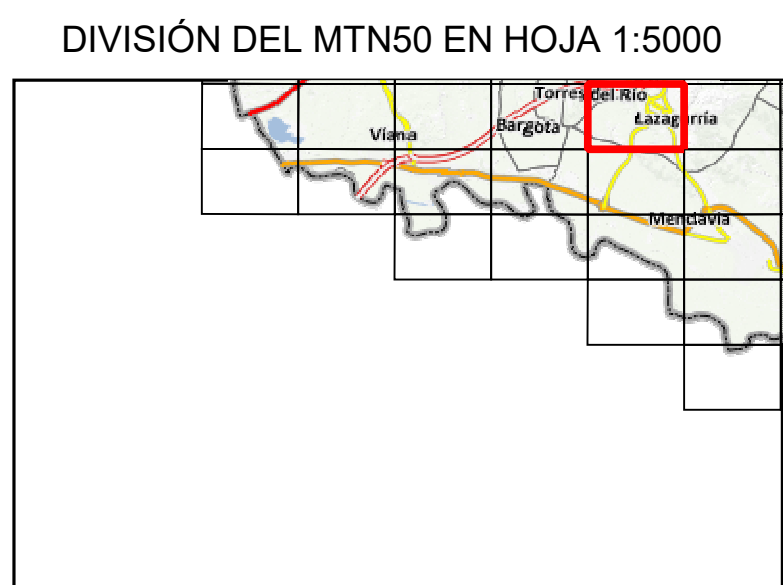 DIVISIÓN DEL MTN50 EN HOJA 1:5000
Torres del Río
Lazagurría
Bargota
Viana
Mendavia